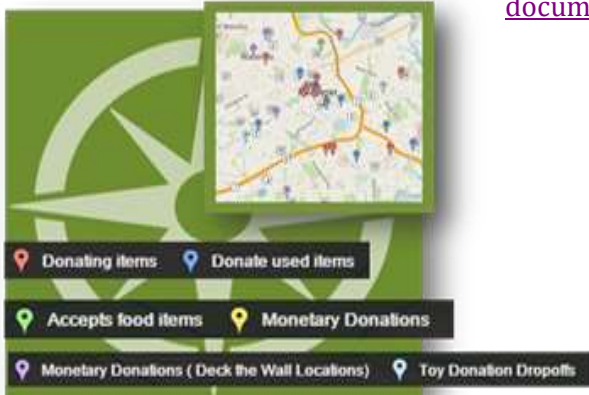 docum
Donating items Donate used items
Accepts food items Monetary Donations
Monetary Donations ( Deck the Wall Locations) Toy Donation Dropoffs